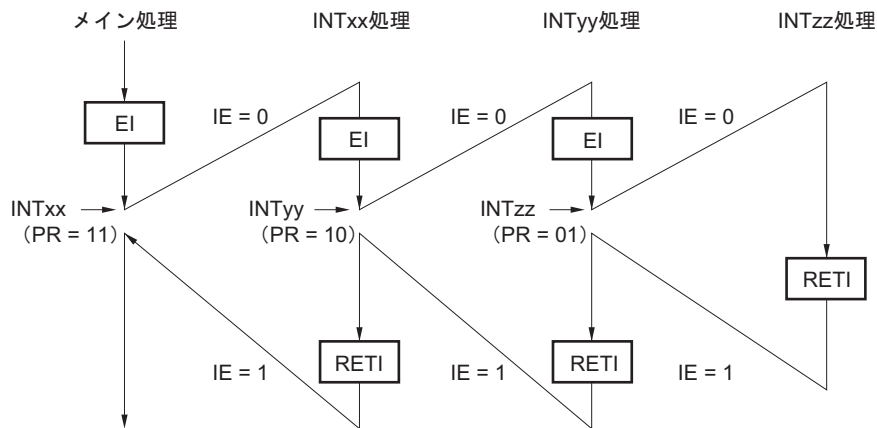 メイン処理 INTxx処理 INTyy処理 INTzz処理
EI IE = 0 EI IE = 0 EI IE = 0
INTxx INTyy INTzz
（PR = 11） （PR = 10） （PR = 01）
RETI
IE = 1 RETI IE = 1 RETI IE = 1